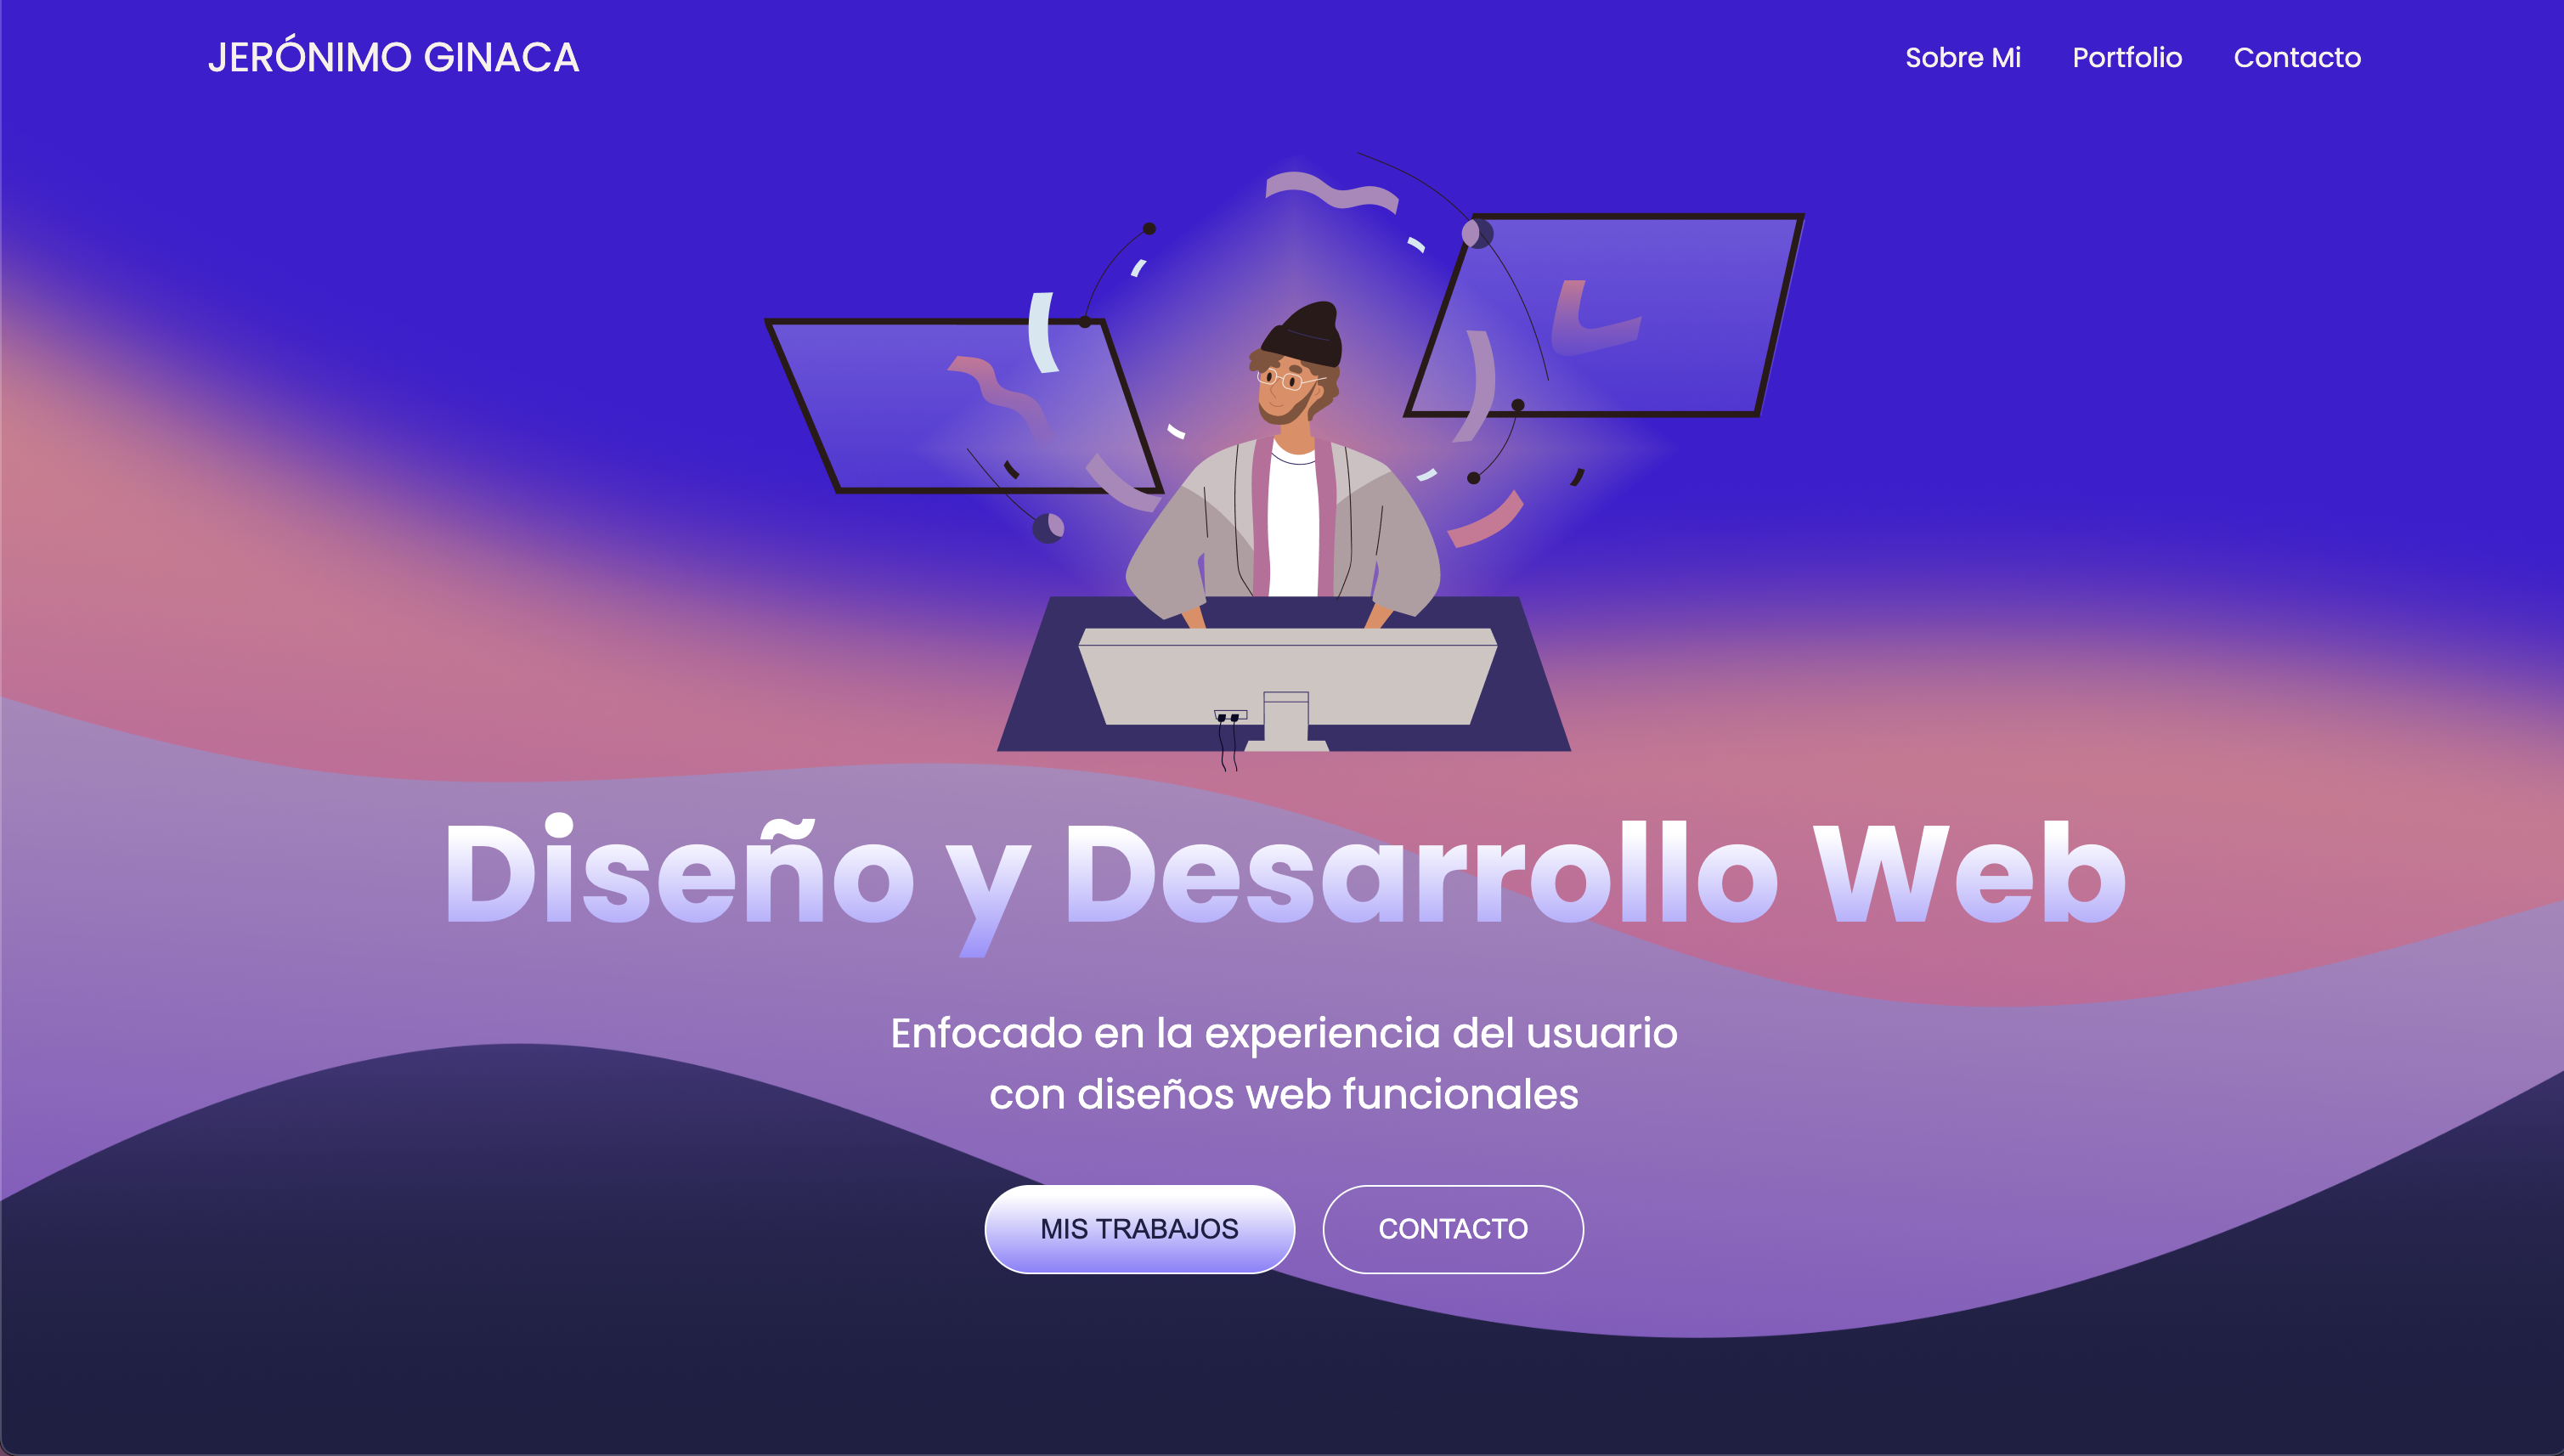 JERÓNIMO GINACA
Sobre Mi Portfolio Contacto
Diseño y Desarrollo Web
Enfocado en la experiencia del usuario
con diseños web funcionales
MIS TRABAJOS CONTACTO